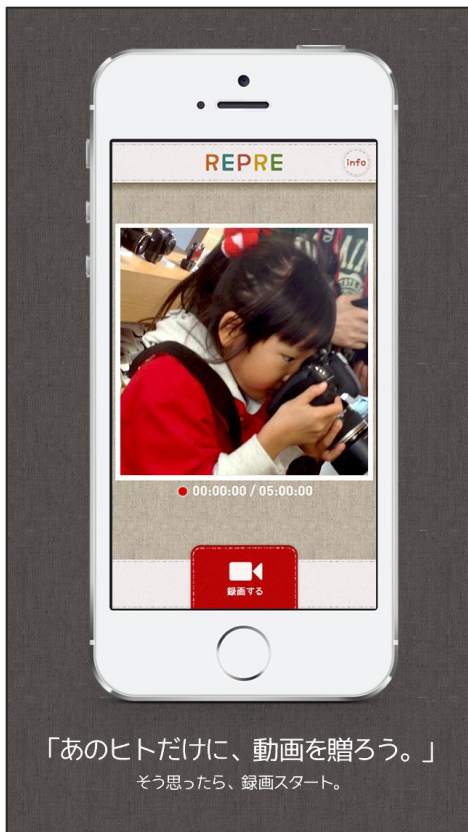 REPRE
info
00:00:00 / 05:00:00
録画する
「あのヒトだけに、動画を贈ろう。」
そう思ったら、録画スタート。